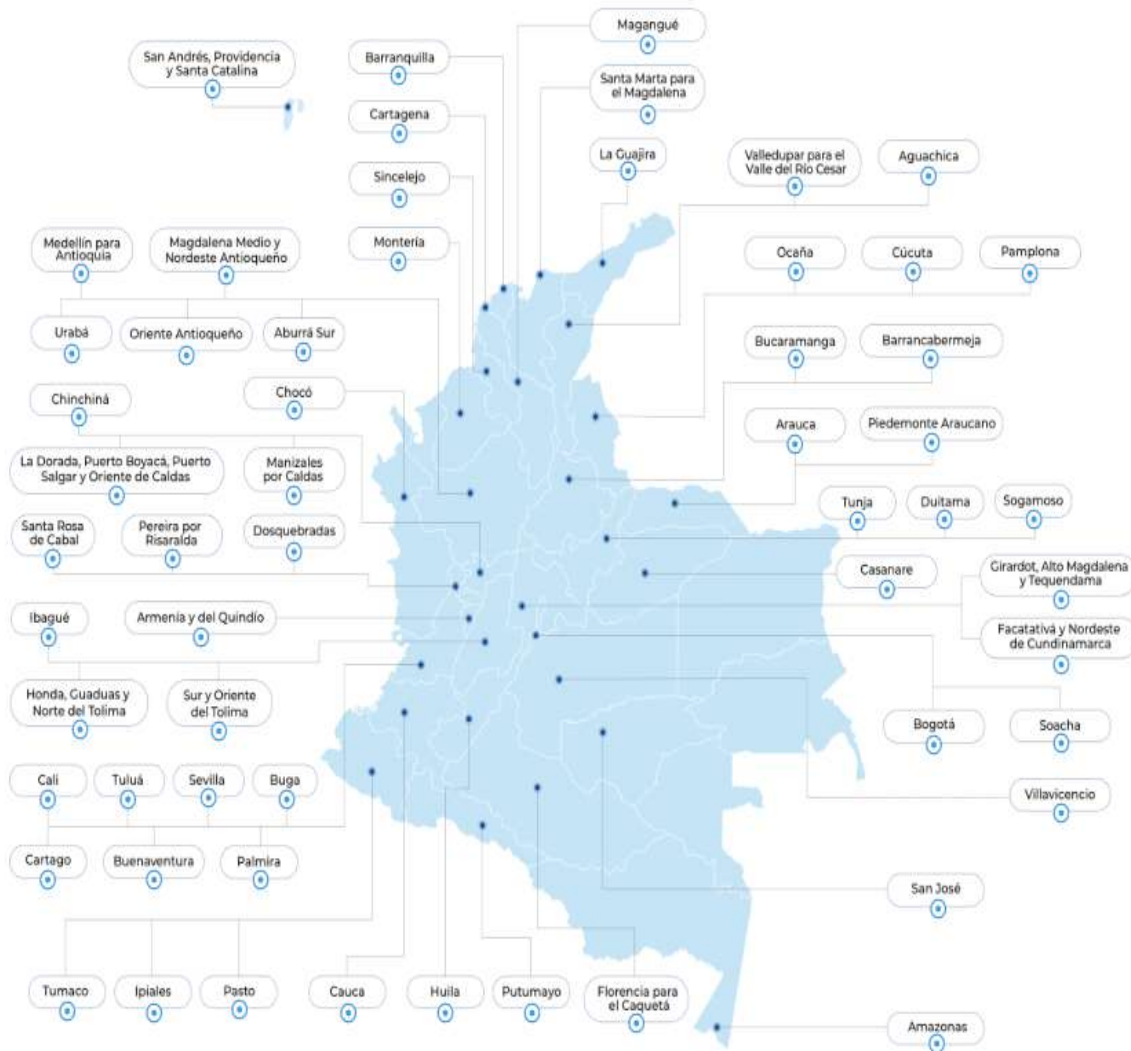 Magangué
San Andrés, Providencia
y Santa Catalina
Barranquilla
Santa Marta para
el Magdalena
Cartagena
La Guajira
Valledupar para el
Valle del Río Cesar
Aguachica
Sincelejo
Medellín para
Antioquia
Magdalena Medio y
Nordeste Antioqueño
Montería
Ocaña
Cúcuta
Pamplona
Urabá
Oriente Antioqueño
Aburrá Sur
Bucaramanga
Barrancabermeja
Chinchiná
Chocó
Arauca
Piedemonte Araucano
La Dorada, Puerto Boyacá, Puerto
Salgar y Oriente de Caldas
Manizales
por Caldas
Tunja
Duitama
Sogamoso
Santa Rosa
de Cabal
Pereira por
Risaralda
Dosquebradas
Casanare
Girardot, Alto Magdalena
y Tequendama
Ibagué
Armenia y del Quindío
Facatativá y Nordeste
de Cundinamarca
Honda, Guaduas y
Norte del Tolima
Sur y Oriente
del Tolima
Bogotá
Soacha
Cali
Tuluá
Sevilla
Buga
Villavicencio
Cartago
Buenaventura
Palmira
San José
Tumaco
Ipiales
Pasto
Cauca
Huila
Putumayo
Florencia para
el Caquetá
Amazonas